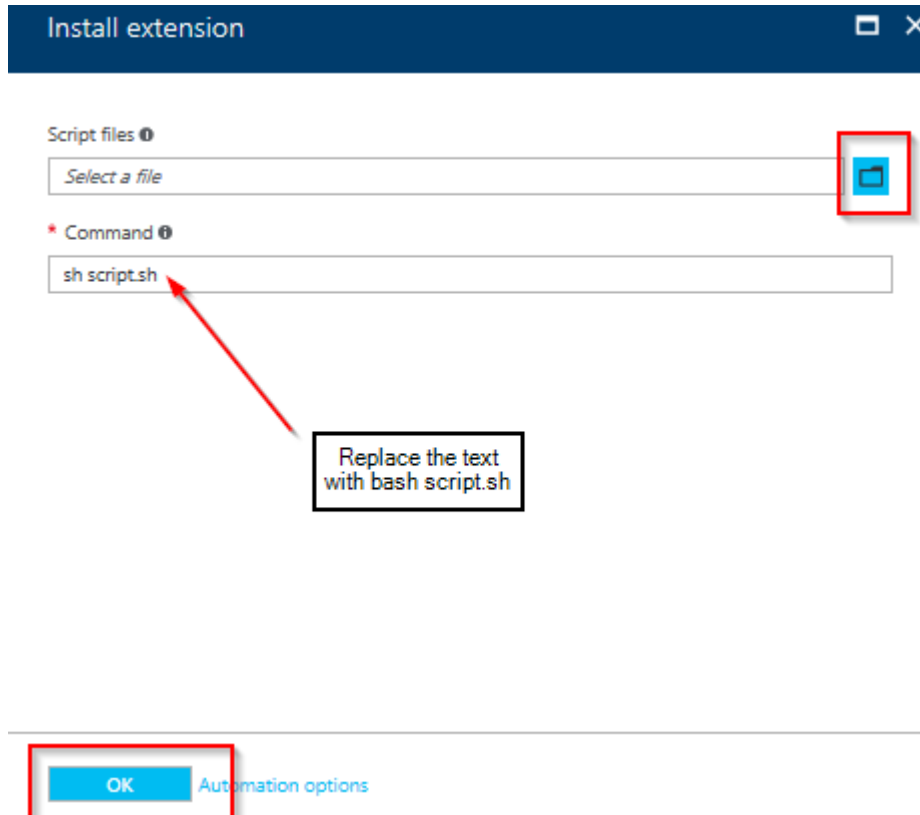 Install extension
Script files
Select a file
* Command
sh script.sh
Replace the text
with bash script.sh
OK Automation options